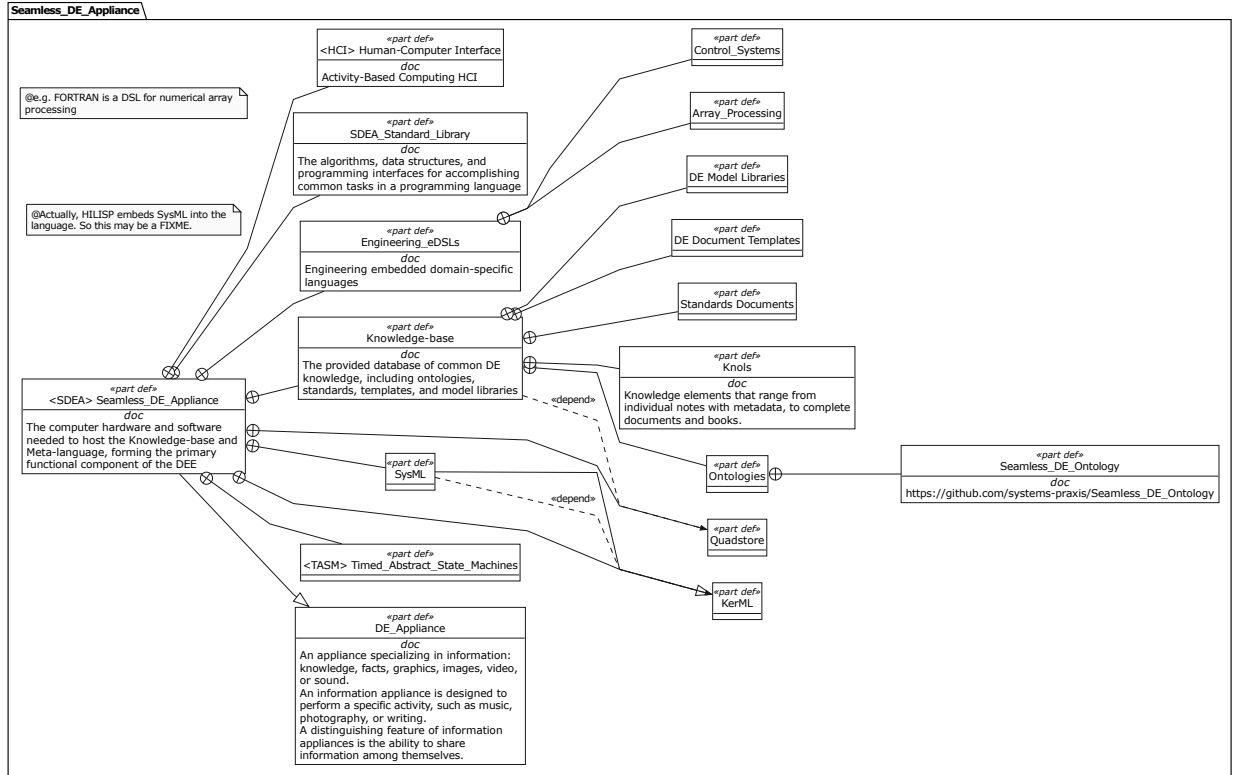 Seamless_DE_Appliance
«part def»
<HCI> Human-Computer Interface
doc
Activity-Based Computing HCI
«part def»
Control_Systems
@e.g. FORTRAN is a DSL for numerical array
processing
«part def»
Array_Processing
«part def»
SDEA_Standard_Library
doc
The algorithms, data structures, and
programming interfaces for accomplishing
common tasks in a programming language
«part def»
DE Model Libraries
@Actually, HILISP embeds SysML into the
language. So this may be a FIXME.
«part def»
Engineering_eDSLs
doc
Engineering embedded domain-specific
languages
«part def»
DE Document Templates
«part def»
Standards Documents
«part def»
Knowledge-base
doc
The provided database of common DE
knowledge, including ontologies,
standards, templates, and model libraries
«part def»
Knols
doc
Knowledge elements that range from
individual notes with metadata, to complete
documents and books.
«part def»
<SDEA> Seamless_DE_Appliance
doc
The computer hardware and software
needed to host the Knowledge-base and
Meta-language, forming the primary
functional component of the DEE
«depend»
«part def»
SysML
«part def»
Ontologies
«part def»
Seamless_DE_Ontology
doc
https://github.com/systems-praxis/Seamless_DE_Ontology
«depend»
«part def»
Quadstore
«part def»
<TASM> Timed_Abstract_State_Machines
«part def»
KerML
«part def»
DE_Appliance
doc
An appliance specializing in information:
knowledge, facts, graphics, images, video,
or sound.
An information appliance is designed to
perform a specific activity, such as music,
photography, or writing.
A distinguishing feature of information
appliances is the ability to share
information among themselves.